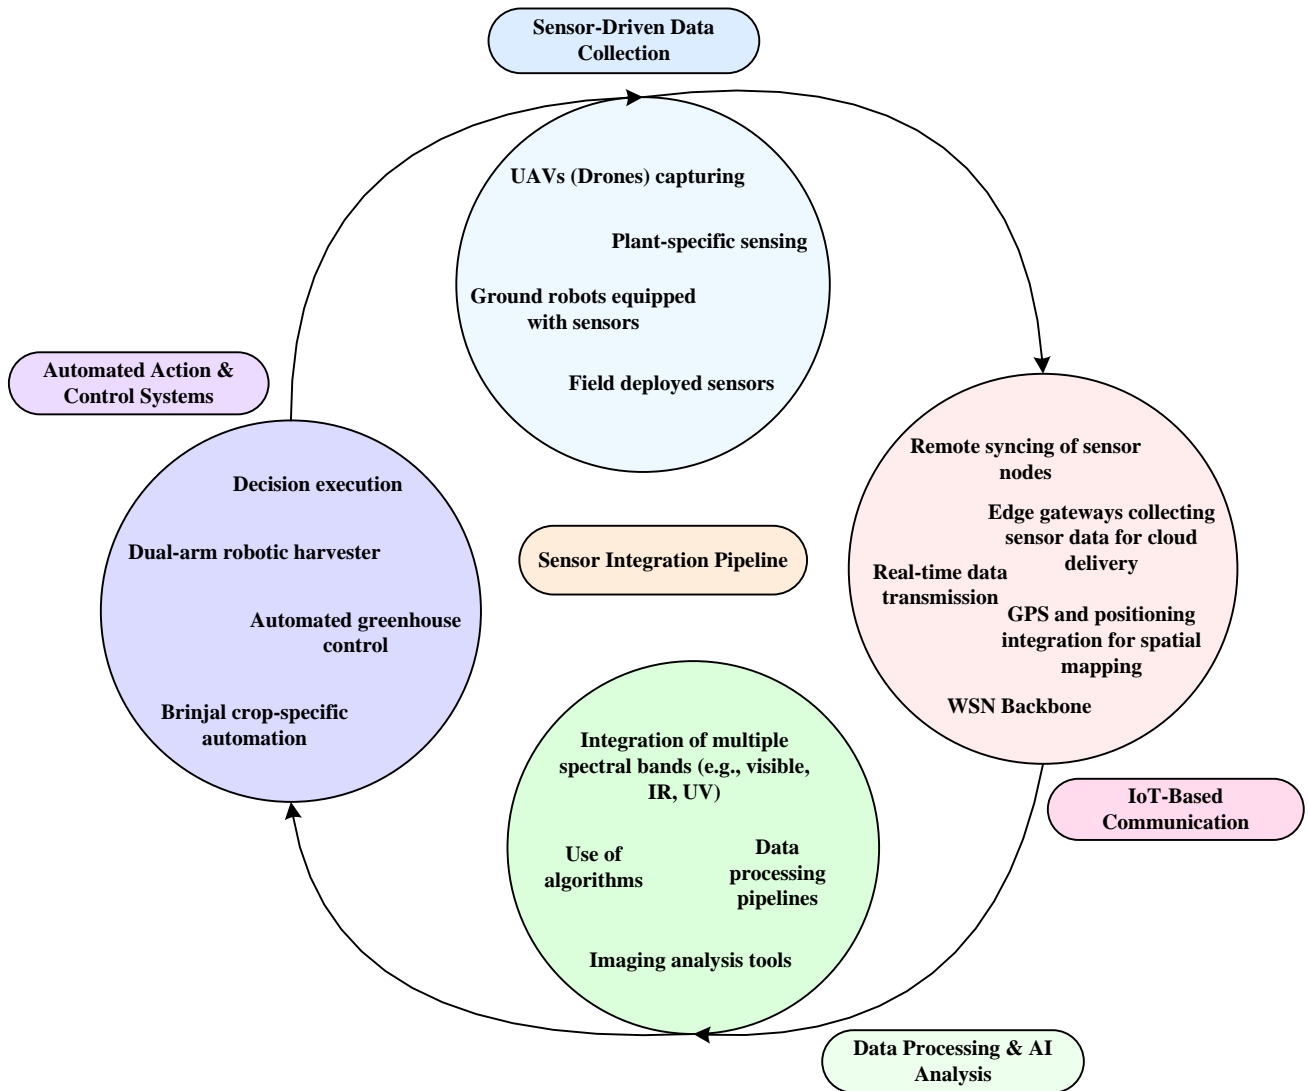 Sensor-Driven Data
Collection
UAVs (Drones) capturing
Plant-specific sensing
Ground robots equipped
with sensors
Field deployed sensors
Automated Action &
Control Systems
Decision execution
Dual-arm robotic harvester
Automated greenhouse
control
Brinjal crop-specific
automation
Sensor Integration Pipeline
Remote syncing of sensor
nodes
Edge gateways collecting
sensor data for cloud
delivery
Real-time data
transmission
GPS and positioning
integration for spatial
mapping
WSN Backbone
IoT-Based
Communication
Integration of multiple
spectral bands (e.g., visible,
IR, UV)
Use of
algorithms
Data
processing
pipelines
Imaging analysis tools
Data Processing & AI
Analysis